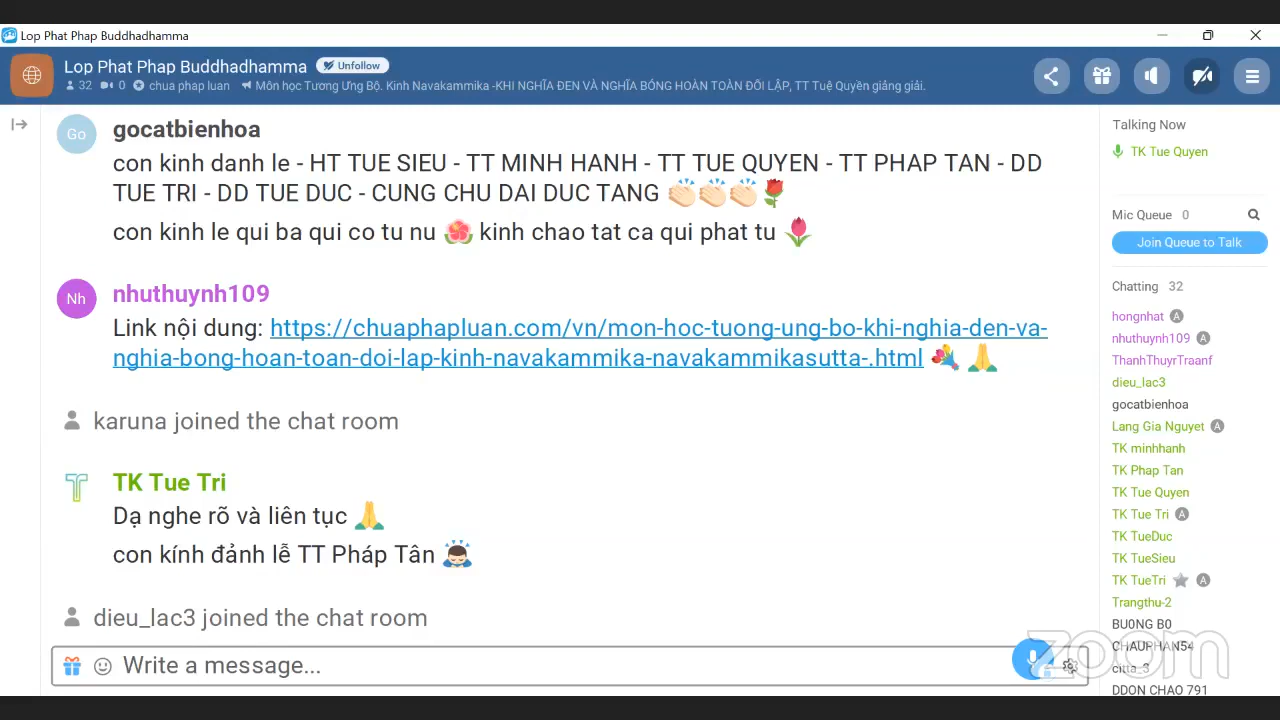 Lop Phat Phap Buddhadhamma
Lop Phat Phap Buddhadhamma Unfollow
32 0 chua phap luan Môn học Tương Ưng Bộ. Kinh Navakammika -KHI NGHĨA ĐEN VÀ NGHĨA BÓNG HOÀN TOÀN ĐỐI LẬP, TT Tuệ Quyền giảng giải.
Go
gocatbienhoa
con kinh danh le - HT TUE SIEU - TT MINH HANH - TT TUE QUYEN - TT PHAP TAN - DD
TUE TRI - DD TUE DUC - CUNG CHU DAI DUC TANG 👏🏻👏🏻👏🏻🌹
con kinh le qui ba qui co tu nu 🌺 kinh chao tat ca qui phat tu 🌷
Nh
nhuthuynh109
Link nội dung: https://chuaphapluan.com/vn/mon-hoc-tuong-ung-bo-khi-nghia-den-va-
nghia-bong-hoan-toan-doi-lap-kinh-navakammika-navakammikasutta-.html 💐 🙏
karuna joined the chat room
T
TK Tue Tri
Dạ nghe rõ và liên tục 🙏
con kính đảnh lễ TT Pháp Tân 🙇🏻
dieu_lac3 joined the chat room
Write a message...
Talking Now
TK Tue Quyen
Mic Queue 0
Join Queue to Talk
Chatting 32
hongnhat A
nhuthuynh109 A
ThanhThuyrTraanf
dieu_lac3
gocatbienhoa
Lang Gia Nguyet A
TK minhhanh
TK Phap Tan
TK Tue Quyen
TK Tue Tri A
TK TueDuc
TK TueSieu
TK TueTri A
Trangthu-2
BU0NG B0
CHAUPHAN54
citta_3
DDON CHAO 791
zoom